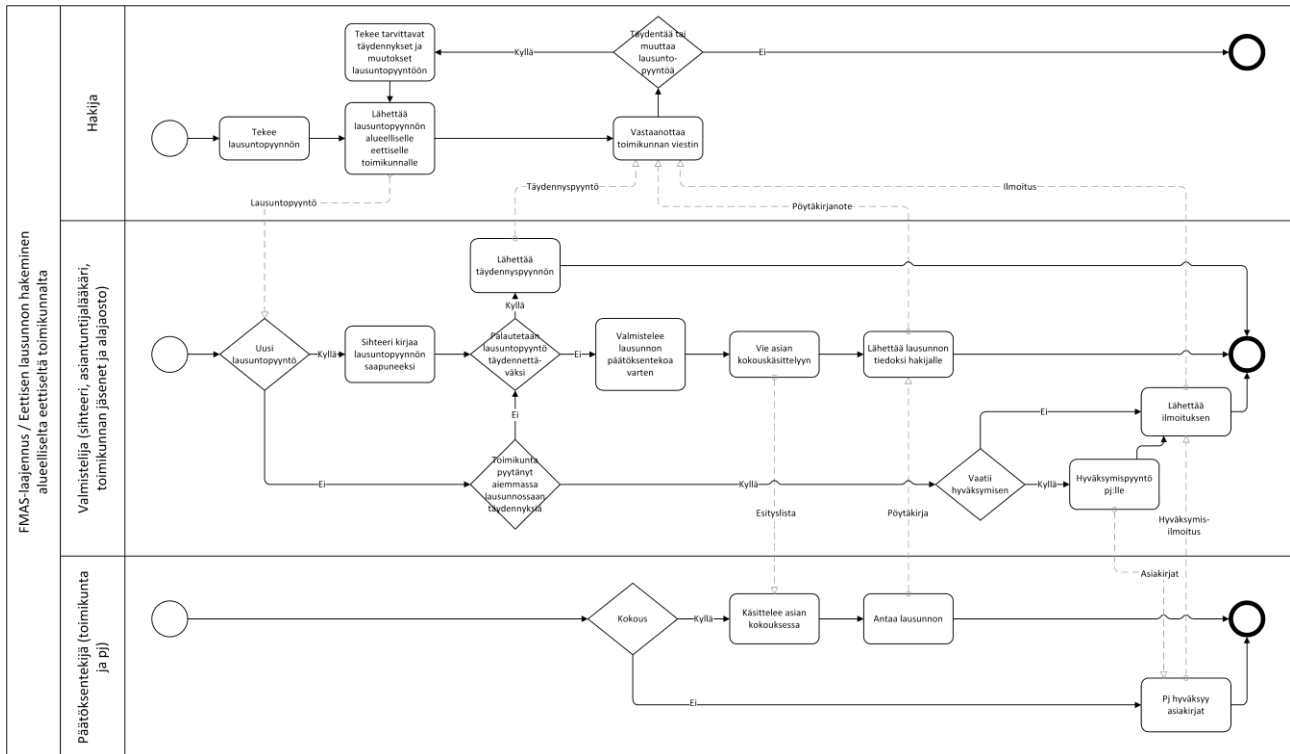 FMAS-laajennus / Eettisen lausunnon hakeminen
alueelliselta eettiseltä toimikunnalta
Hakija
Tekee tarvittavat
täydennykset ja
muutokset
lausuntopyyntöön
Kyllä
Täydentää tai
muuttaa
lausunto-
pyyntöä
Ei
Tekee
lausuntopyynnön
Lähettää
lausuntopyynnön
alueelliselle
eettiselle
toimikunnalle
Vastaanottaa
toimikunnan viestin
Lausuntopyyntö
Täydennyspyyntö
Pöytäkirjanote
Ilmoitus
Valmistelija (sihteeri, asiantuntijalääkäri,
toimikunnan jäsenet ja alajaosto)
Lähettää
täydennyspyynnön
Kyllä
Uusi
lausuntopyyntö
Kyllä
Sihteeri kirjaa
lausuntopyynnön
saapuneeksi
Palautetaan
lausuntopyyntö
täydennettä-
väksi
Ei
Valmistelee
lausunnon
päätöksentekoa
varten
Vie asian
kokouskäsittelyyn
Lähettää lausunnon
tiedoksi hakijalle
Ei
Ei
Toimikunta
pyytänyt
aiemmassa
lausunnossaan
täydennyksiä
Kyllä
Vaatii
hyväksymisen
Ei
Kyllä
Lähettää
ilmoituksen
Hyväksymispyyntö
pj:lle
Esityslista
Pöytäkirja
Hyväksymis-
ilmoitus
Asiakirjat
Päätöksentekijä (toimikunta
ja pj)
Kokous
Kyllä
Käsittelee asian
kokouksessa
Antaa lausunnon
Ei
Pj hyväksyy
asiakirjat